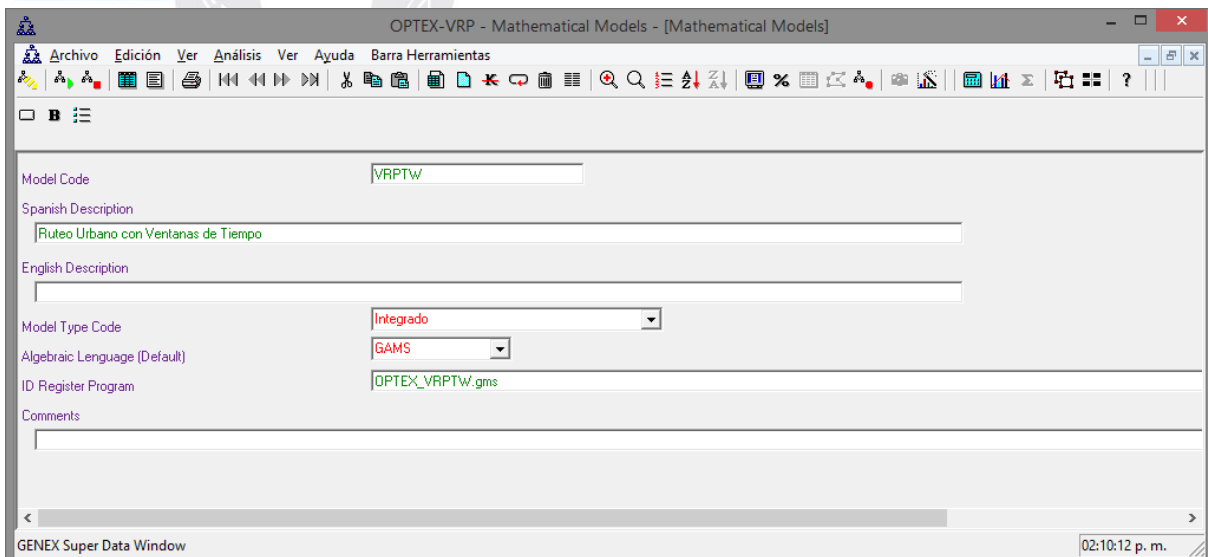 OPTEX-VRP - Mathematical Models - [Mathematical Models]
Archivo Edición Ver Análisis Ver Ayuda Barra Herramientas
B
Model Code VRPTW
Spanish Description
Ruteo Urbano con Ventanas de Tiempo
English Description
Model Type Code Integrado
Algebraic Lenguage (Default) GAMS
ID Register Program OPTEX_VRPTW.gms
Comments
GENEX Super Data Window 02:10:12 p. m.